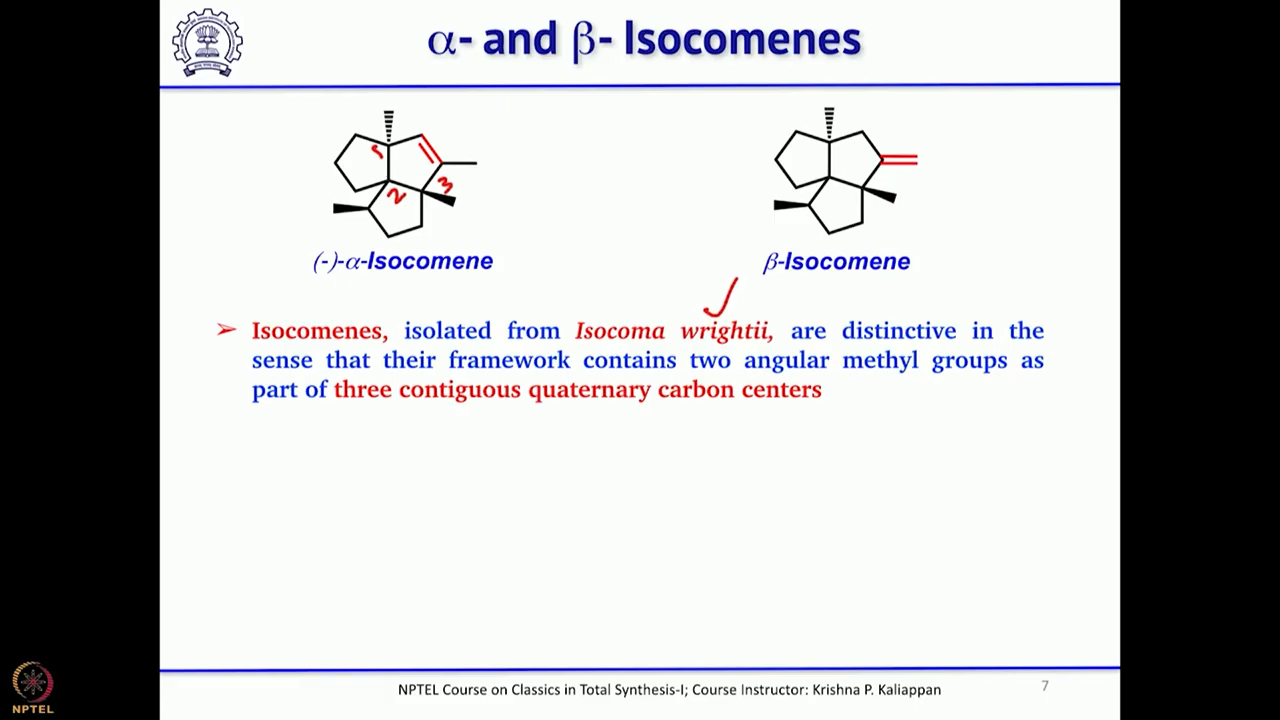 α- and β- Isocomenes
1
2
3
(-)-α-Isocomene
β-Isocomene
➢ Isocomenes, isolated from Isocoma wrightii, are distinctive in the
sense that their framework contains two angular methyl groups as
part of three contiguous quaternary carbon centers
NPTEL Course on Classics in Total Synthesis-I; Course Instructor: Krishna P. Kaliappan
7
NPTEL